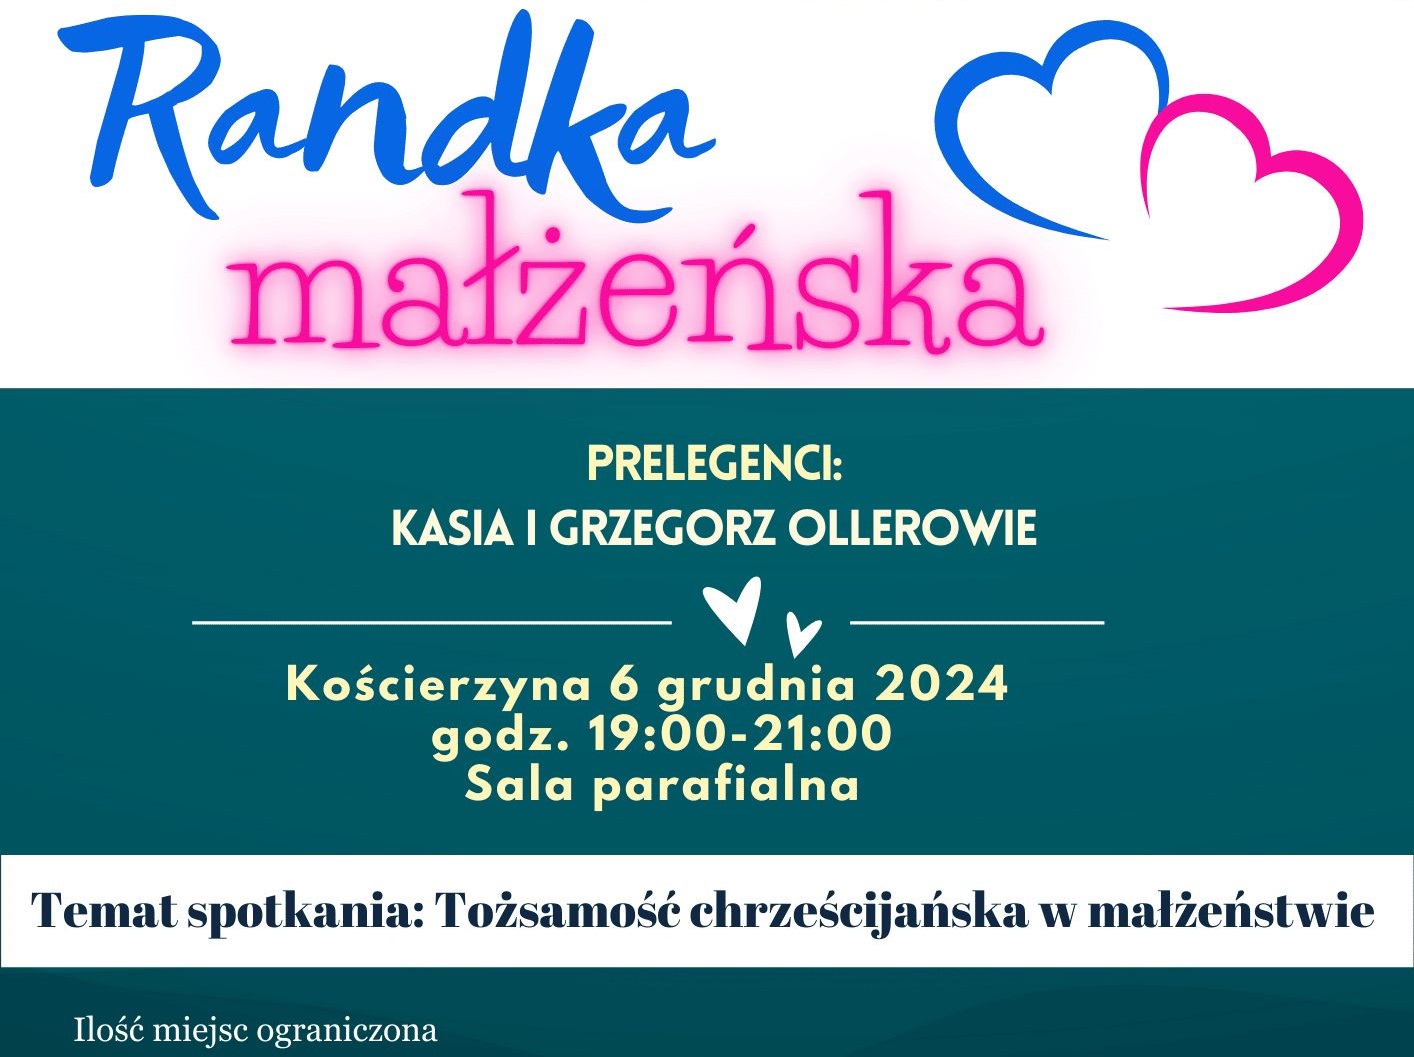 Randka
małżeńska
PRELEGENCI:
KASIA I GRZEGORZ OLLEROWIE
Kościerzyna 6 grudnia 2024
godz. 19:00-21:00
Sala parafialna
Temat spotkania: Tożsamość chrześcijańska w małżeństwie
Ilość miejsc ograniczona